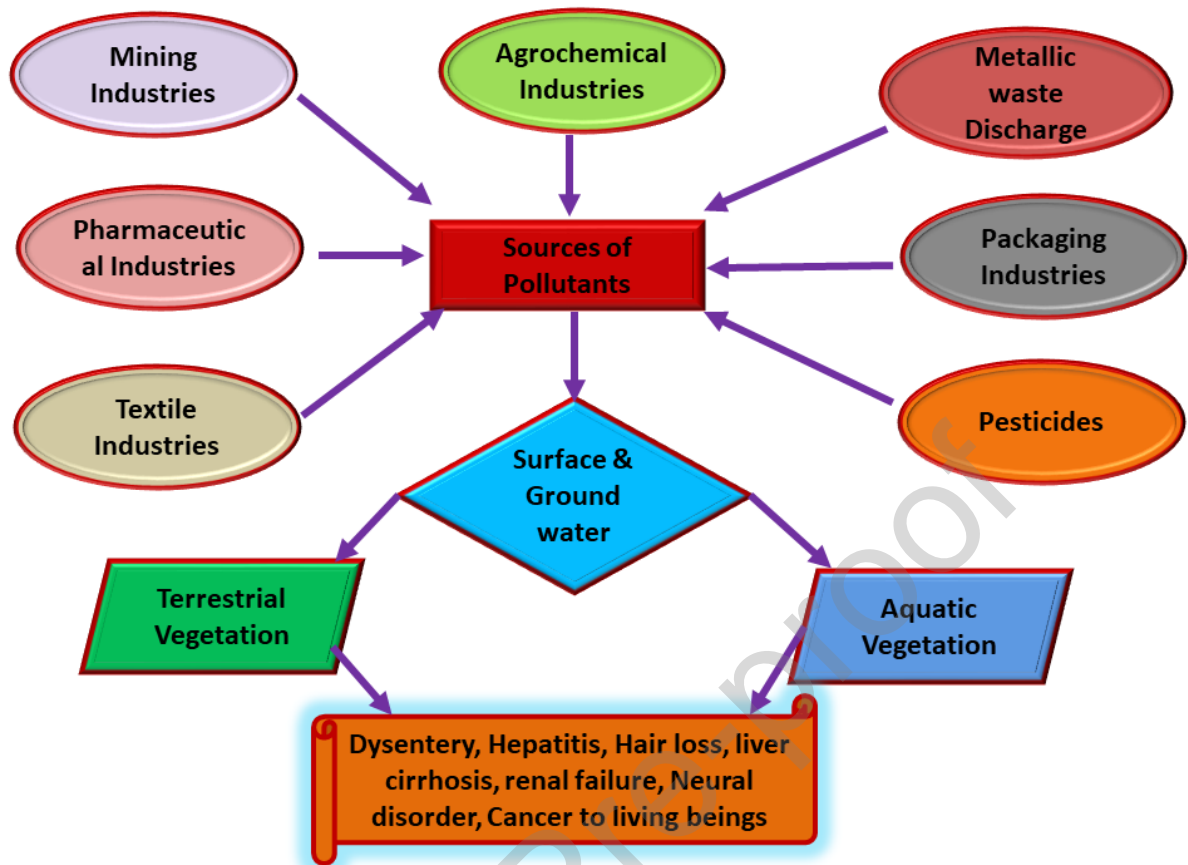 Mining
Industries
Agrochemical
Industries
Metallic
waste
Discharge
Pharmaceutic
al Industries
Sources of
Pollutants
Packaging
Industries
Textile
Industries
Surface &
Ground
water
Pesticides
Terrestrial
Vegetation
Aquatic
Vegetation
Dysentery, Hepatitis, Hair loss, liver
cirrhosis, renal failure, Neural
disorder, Cancer to living beings
Pre-proof